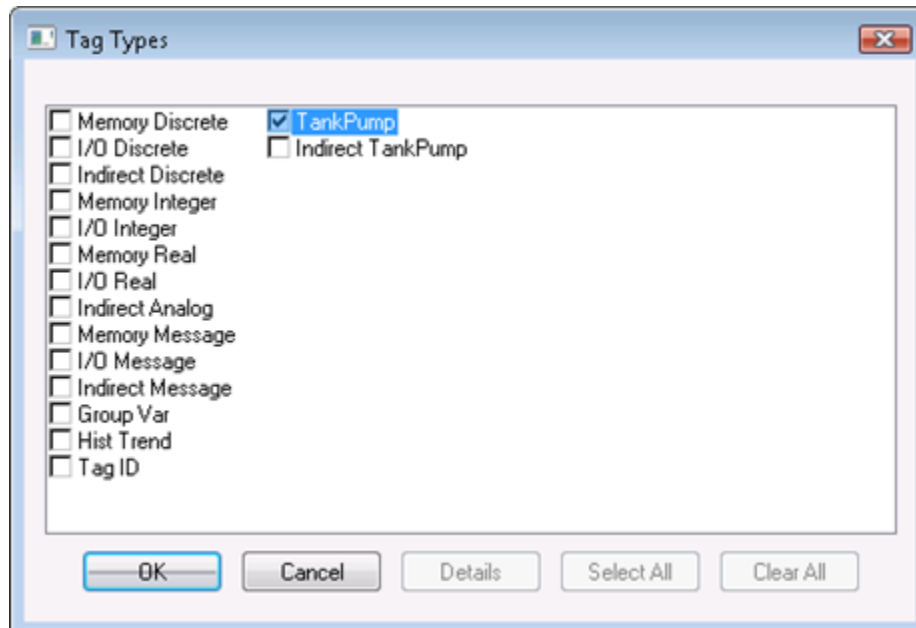 Tag Types
Memory Discrete
I/O Discrete
Indirect Discrete
Memory Integer
I/O Integer
Memory Real
I/O Real
Indirect Analog
Memory Message
I/O Message
Indirect Message
Group Var
Hist Trend
Tag ID
TankPump
Indirect TankPump
OK
Cancel
Details
Select All
Clear All